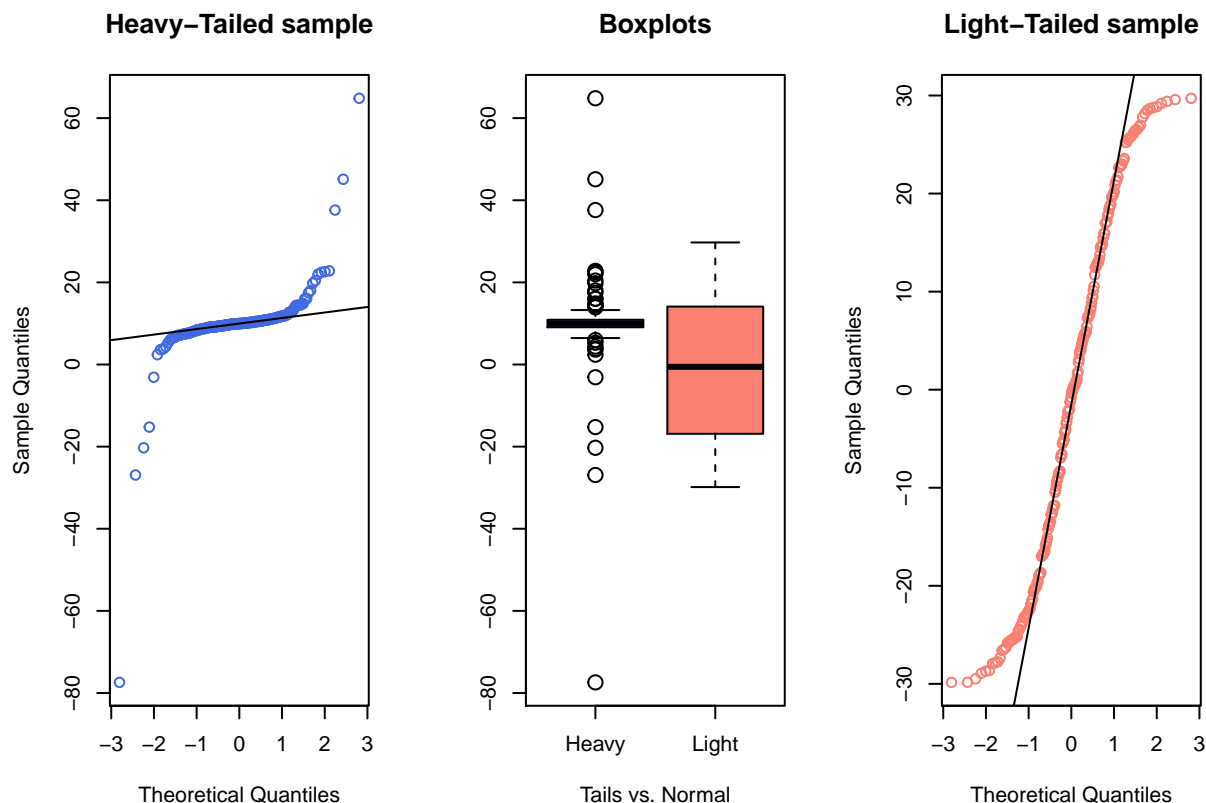 Heavy−Tailed sample
Sample Quantiles
60
40
20
0
−20
−40
−60
−80
−3 −2 −1 0 1 2 3
Theoretical Quantiles
Boxplots
60
40
20
0
−20
−40
−60
−80
Heavy Light
Tails vs. Normal
Light−Tailed sample
Sample Quantiles
30
20
10
0
−10
−20
−30
−3 −2 −1 0 1 2 3
Theoretical Quantiles